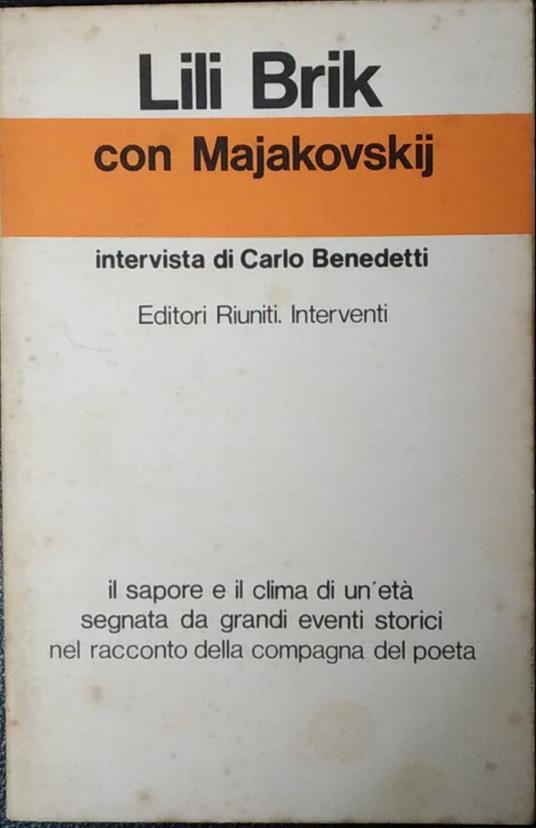 Lili Brik
con Majakovskij
intervista di Carlo Benedetti
Editori Riuniti. Interventi
il sapore e il clima di un'età
segnata da grandi eventi storici
nel racconto della compagna del poeta